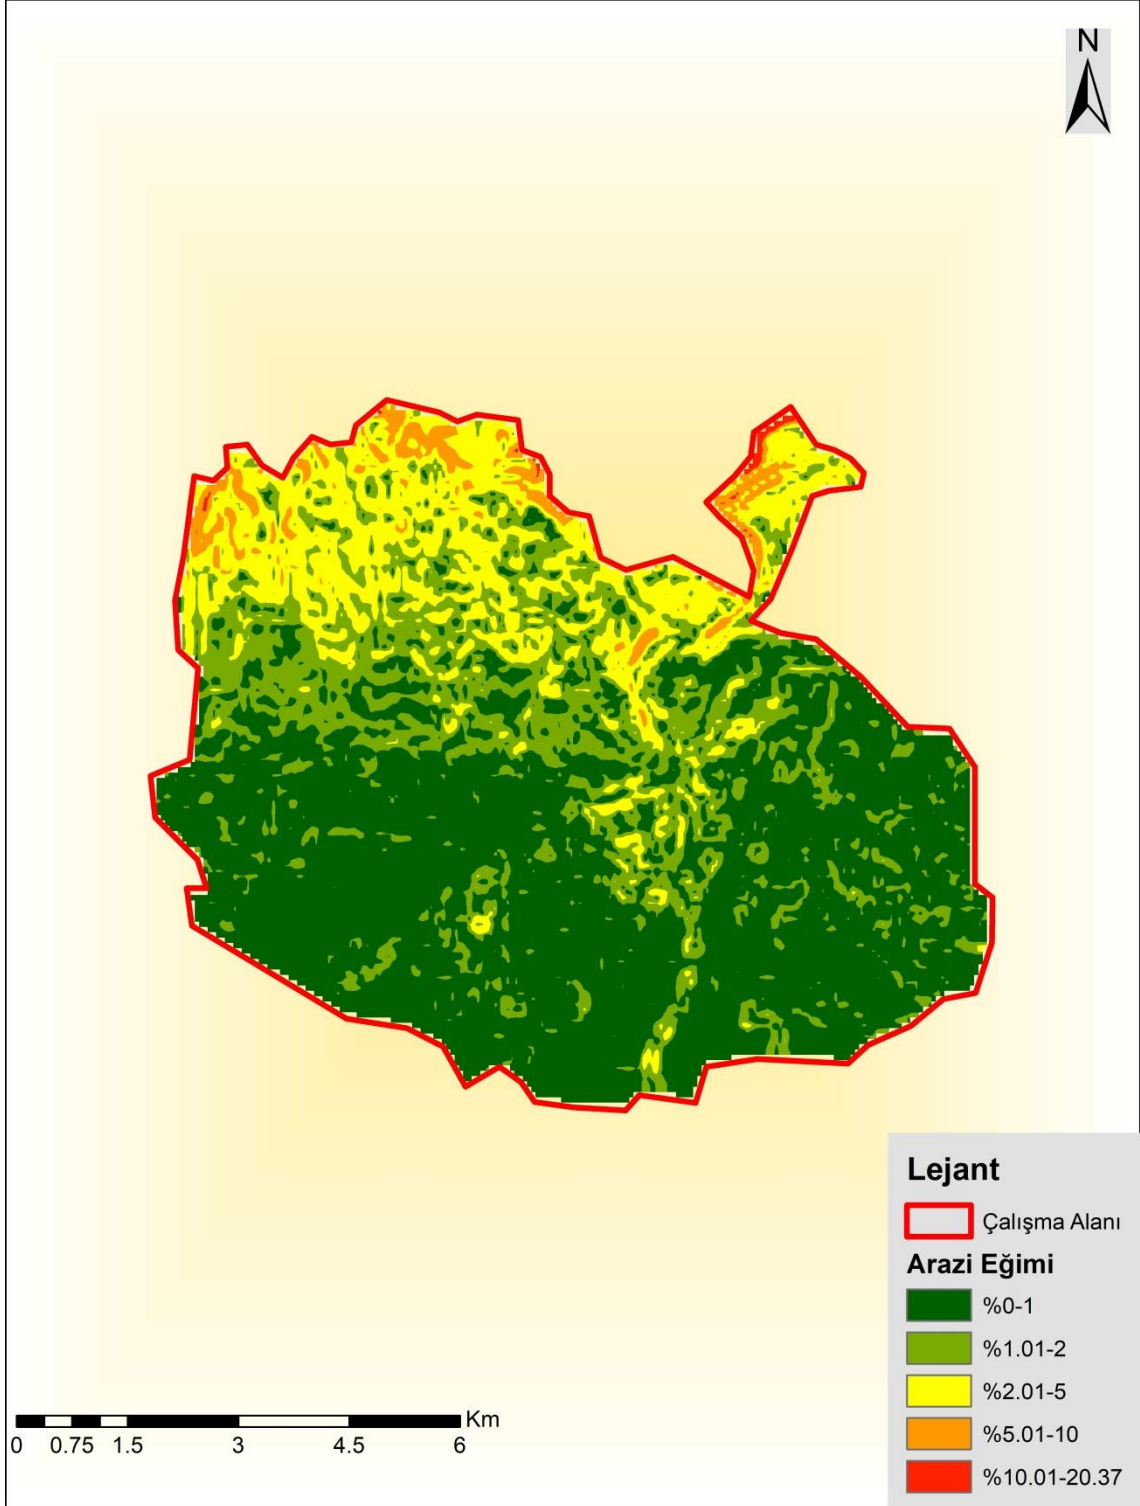 N
Lejant
Çalışma Alanı
Arazi Eğimi
%0-1
%1.01-2
%2.01-5
%5.01-10
%10.01-20.37
Km
0 0.75 1.5 3 4.5 6